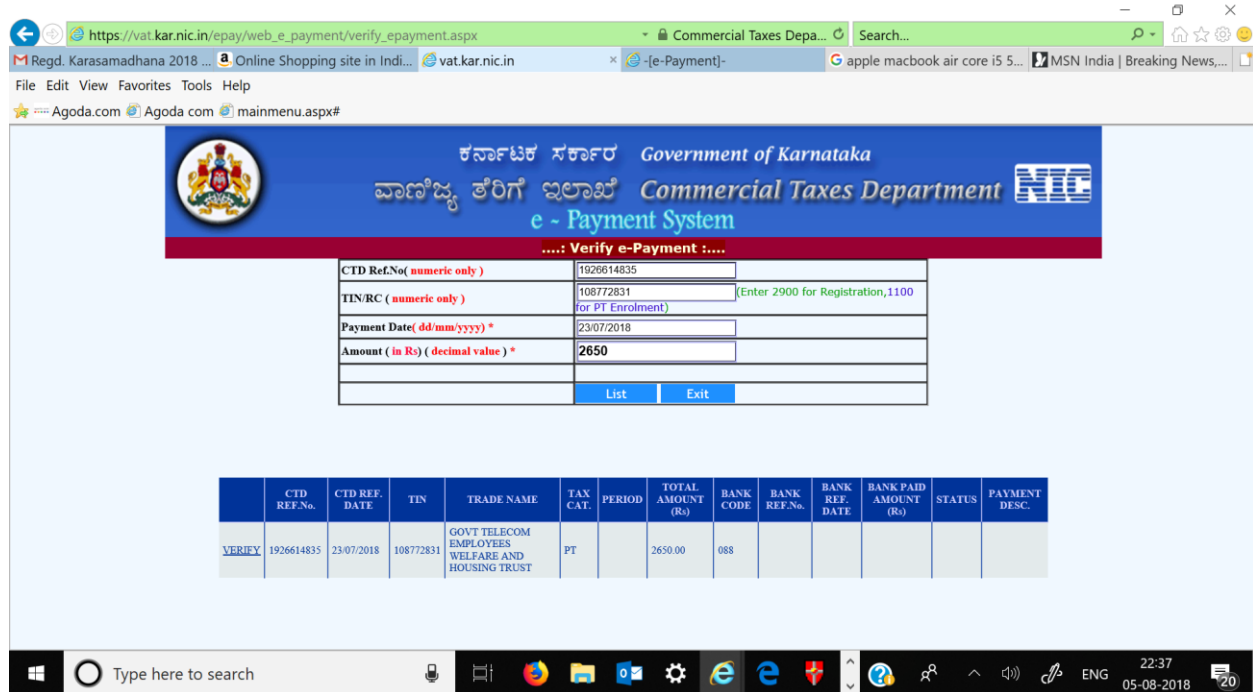 https://vat.kar.nic.in/epay/web_e_payment/verify_epayment.aspx
Commercial Taxes Depa...
Search...
Regd. Karasamadhana 2018 ...
Online Shopping site in Indi...
vat.kar.nic.in
-[e-Payment]-
apple macbook air core i5 5...
MSN India | Breaking News,...
File Edit View Favorites Tools Help
Agoda.com Agoda com mainmenu.aspx#
ಕರ್ನಾಟಕ ಸರ್ಕಾರ Government of Karnataka
ವಾಣಿಜ್ಯ ತೆರಿಗೆ ಇಲಾಖೆ Commercial Taxes Department NIC
e - Payment System
....: Verify e-Payment :....
CTD Ref.No( numeric only ) 1926614835
TIN/RC ( numeric only ) 108772831 (Enter 2900 for Registration,1100
for PT Enrolment)
Payment Date( dd/mm/yyyy) * 23/07/2018
Amount ( in Rs) ( decimal value ) * 2650
List Exit
CTD REF.No. CTD REF. DATE TIN TRADE NAME TAX CAT. PERIOD TOTAL AMOUNT (Rs) BANK CODE BANK REF.No. BANK REF. DATE BANK PAID AMOUNT (Rs) STATUS PAYMENT DESC.
VERIFY 1926614835 23/07/2018 108772831 GOVT TELECOM EMPLOYEES WELFARE AND HOUSING TRUST PT 2650.00 088
Type here to search
ENG
22:37
05-08-2018
20